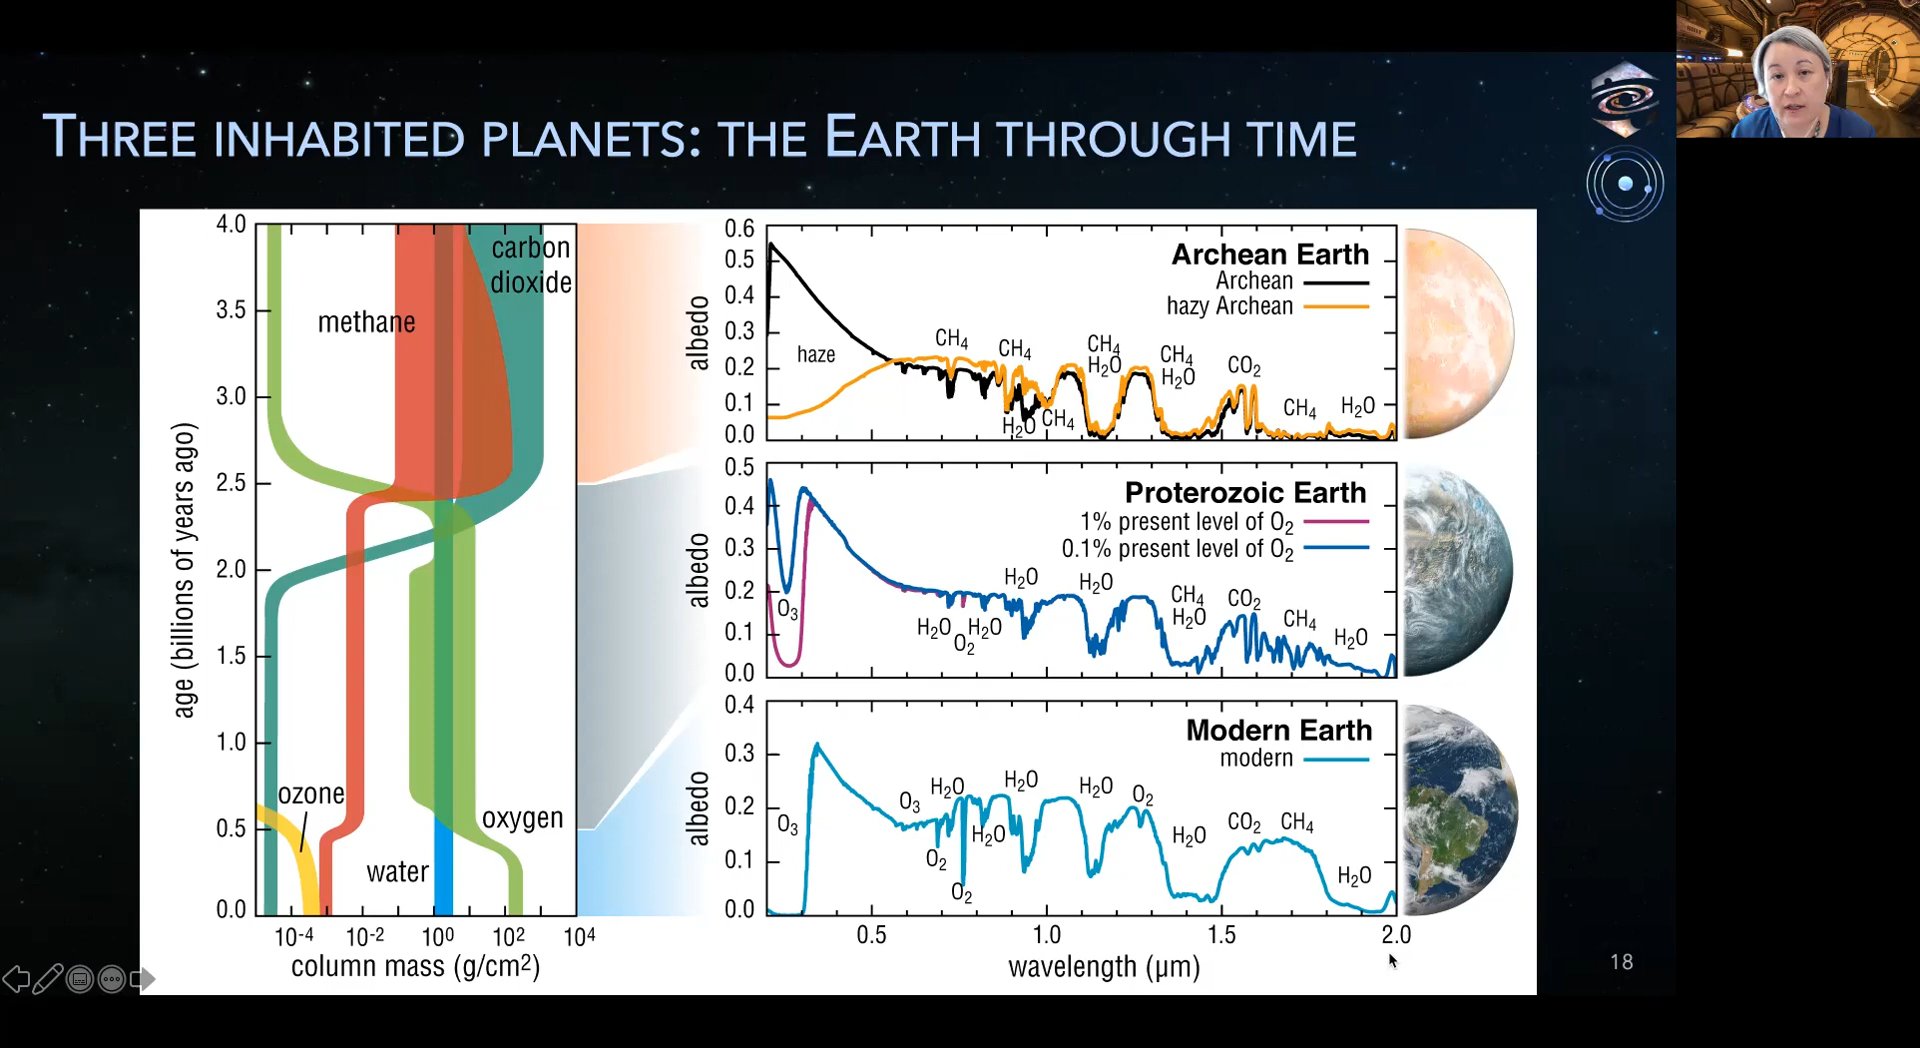 THREE INHABITED PLANETS: THE EARTH THROUGH TIME
age (billions of years ago)
4.0
3.5
3.0
2.5
2.0
1.5
1.0
0.5
0.0
carbon
dioxide
methane
ozone
oxygen
water
10-4 10-2 100 102 104
column mass (g/cm2)
albedo
0.6
0.5
0.4
0.3
0.2
0.1
0.0
Archean Earth
Archean
hazy Archean
haze
CH4
CH4
CH4
H2O
CH4
H2O
CO2
H2O
CH4
CH4
H2O
albedo
0.5
0.4
0.3
0.2
0.1
0.0
Proterozoic Earth
1% present level of O2
0.1% present level of O2
O3
H2O
O2
H2O
H2O
H2O
CH4
H2O
CO2
CH4
H2O
albedo
0.4
0.3
0.2
0.1
0.0
Modern Earth
modern
O3
O3
H2O
O2
O2
H2O
H2O
H2O
O2
H2O
CO2
CH4
H2O
0.5 1.0 1.5 2.0
wavelength (μm)
18